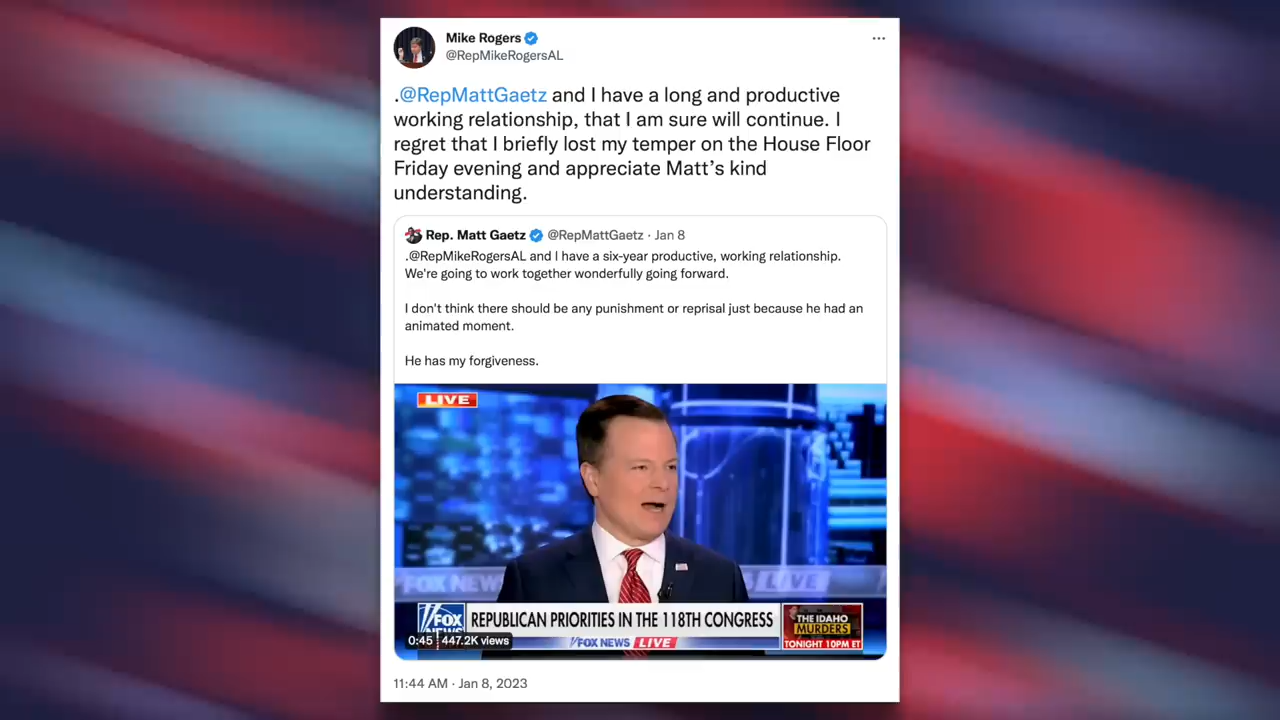 Mike Rogers
@RepMikeRogersAL
.@RepMattGaetz and I have a long and productive
working relationship, that I am sure will continue. I
regret that I briefly lost my temper on the House Floor
Friday evening and appreciate Matt’s kind
understanding.
Rep. Matt Gaetz @RepMattGaetz · Jan 8
.@RepMikeRogersAL and I have a six-year productive, working relationship.
We're going to work together wonderfully going forward.
I don't think there should be any punishment or reprisal just because he had an
animated moment.
He has my forgiveness.
LIVE
FOX NEWS
LIVE
FOX
NEWS
REPUBLICAN PRIORITIES IN THE 118TH CONGRESS
THE IDAHO
MURDERS
TONIGHT 10PM ET
FOX NEWS LIVE
0:45 447.2K views
11:44 AM · Jan 8, 2023